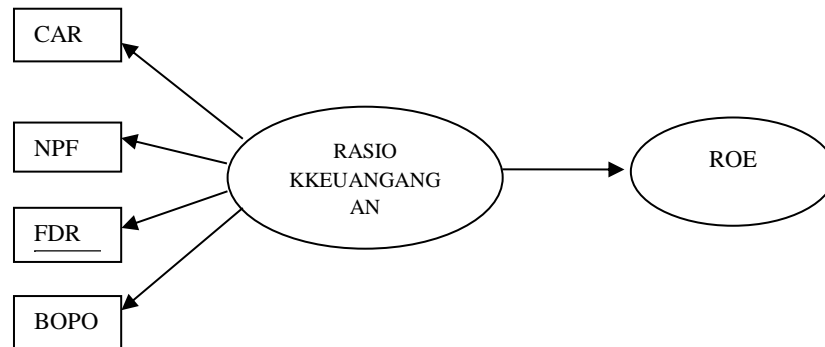 CAR
NPF
FDR
BOPO
RASIO
KKEUANGANG
AN
ROE